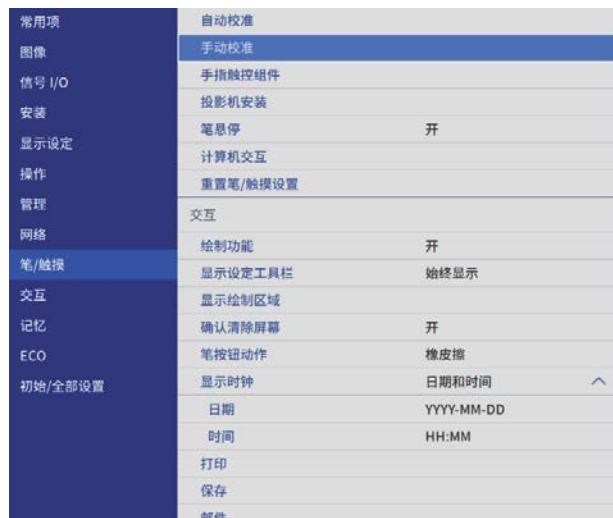 常用项
图像
信号 I/O
安装
显示设定
操作
管理
网络
笔/触摸
交互
记忆
ECO
初始/全部设置
自动校准
手动校准
手指触控组件
投影机安装
笔悬停 开
计算机交互
重置笔/触摸设置
交互
绘制功能 开
显示设定工具栏 始终显示
显示绘制区域
确认清除屏幕 开
笔按钮动作 橡皮擦
显示时钟 日期和时间
日期 YYYY-MM-DD
时间 HH:MM
打印
保存
邮件